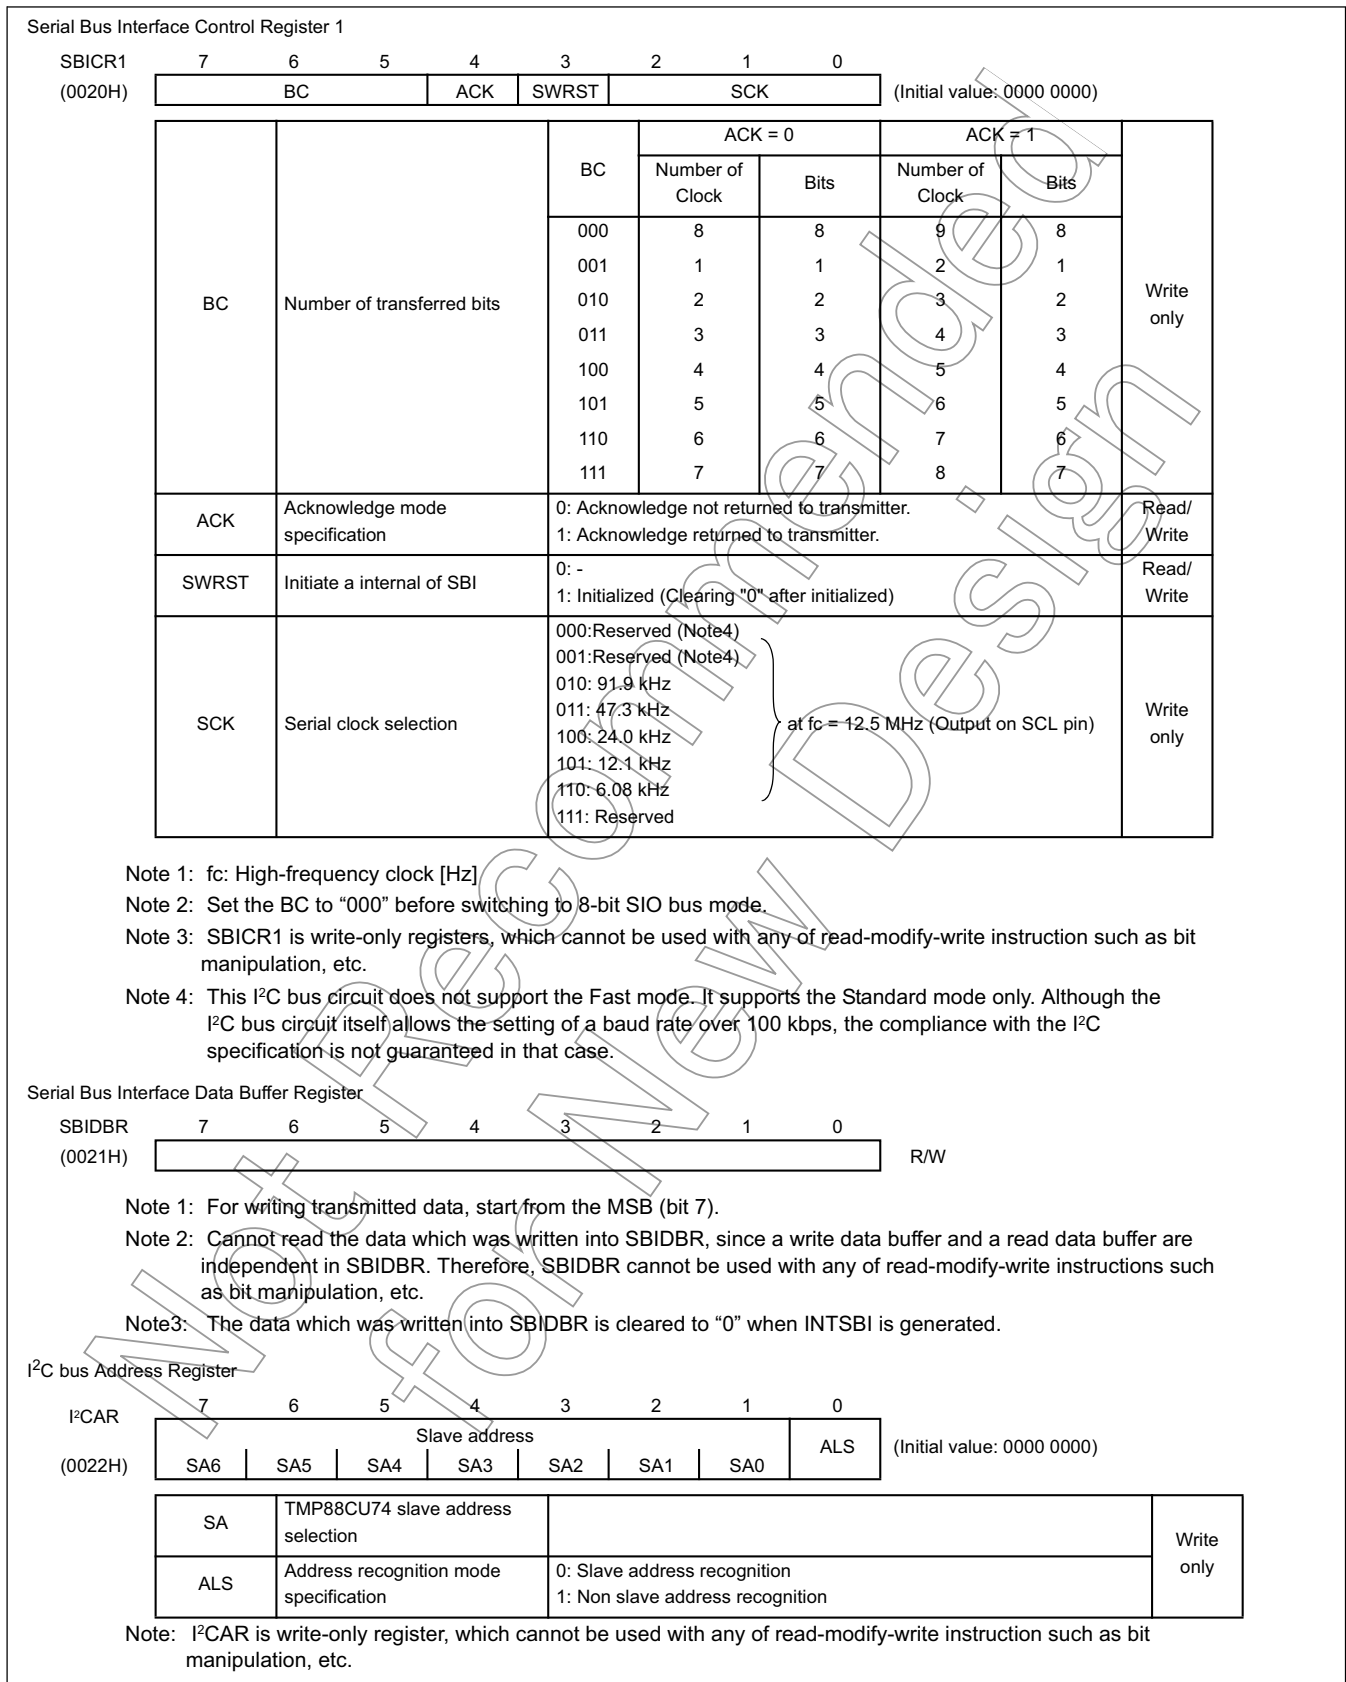 Serial Bus Interface Control Register 1
SBICR1 7 6 5 4 3 2 1 0
(0020H) BC ACK SWRST SCK (Initial value: 0000 0000)
ACK = 0 ACK = 1
BC Number of Clock Bits Number of Clock Bits
000 8 8 9 8
001 1 1 2 1
BC Number of transferred bits 010 2 2 3 2 Write only
011 3 3 4 3
100 4 4 5 4
101 5 5 6 5
110 6 6 7 6
111 7 7 8 7
ACK Acknowledge mode specification 0: Acknowledge not returned to transmitter. Read/Write
1: Acknowledge returned to transmitter.
SWRST Initiate a internal of SBI 0: - Read/Write
1: Initialized (Clearing "0" after initialized)
000:Reserved (Note4)
001:Reserved (Note4)
010: 91.9 kHz
011: 47.3 kHz
SCK Serial clock selection at fc = 12.5 MHz (Output on SCL pin) Write only
100: 24.0 kHz
101: 12.1 kHz
110: 6.08 kHz
111: Reserved
Note 1: fc: High-frequency clock [Hz]
Note 2: Set the BC to “000” before switching to 8-bit SIO bus mode.
Note 3: SBICR1 is write-only registers, which cannot be used with any of read-modify-write instruction such as bit
manipulation, etc.
Note 4: This I²C bus circuit does not support the Fast mode. It supports the Standard mode only. Although the
I²C bus circuit itself allows the setting of a baud rate over 100 kbps, the compliance with the I²C
specification is not guaranteed in that case.
Serial Bus Interface Data Buffer Register
SBIDBR 7 6 5 4 3 2 1 0
(0021H) R/W
Note 1: For writing transmitted data, start from the MSB (bit 7).
Note 2: Cannot read the data which was written into SBIDBR, since a write data buffer and a read data buffer are
independent in SBIDBR. Therefore, SBIDBR cannot be used with any of read-modify-write instructions such
as bit manipulation, etc.
Note3: The data which was written into SBIDBR is cleared to “0” when INTSBI is generated.
I²C bus Address Register
I²CAR 7 6 5 4 3 2 1 0
Slave address ALS (Initial value: 0000 0000)
(0022H) SA6 SA5 SA4 SA3 SA2 SA1 SA0
SA TMP88CU74 slave address selection Write only
ALS Address recognition mode specification 0: Slave address recognition
1: Non slave address recognition
Note: I²CAR is write-only register, which cannot be used with any of read-modify-write instruction such as bit
manipulation, etc.
Not Recommended
for New Design